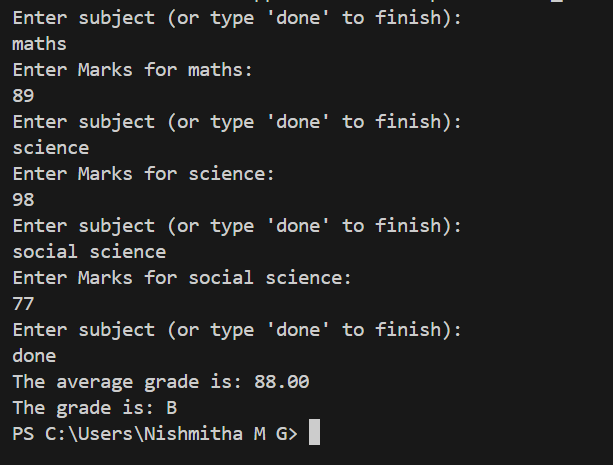 Enter subject (or type 'done' to finish):
maths
Enter Marks for maths:
89
Enter subject (or type 'done' to finish):
science
Enter Marks for science:
98
Enter subject (or type 'done' to finish):
social science
Enter Marks for social science:
77
Enter subject (or type 'done' to finish):
done
The average grade is: 88.00
The grade is: B
PS C:\Users\Nishmitha M G>